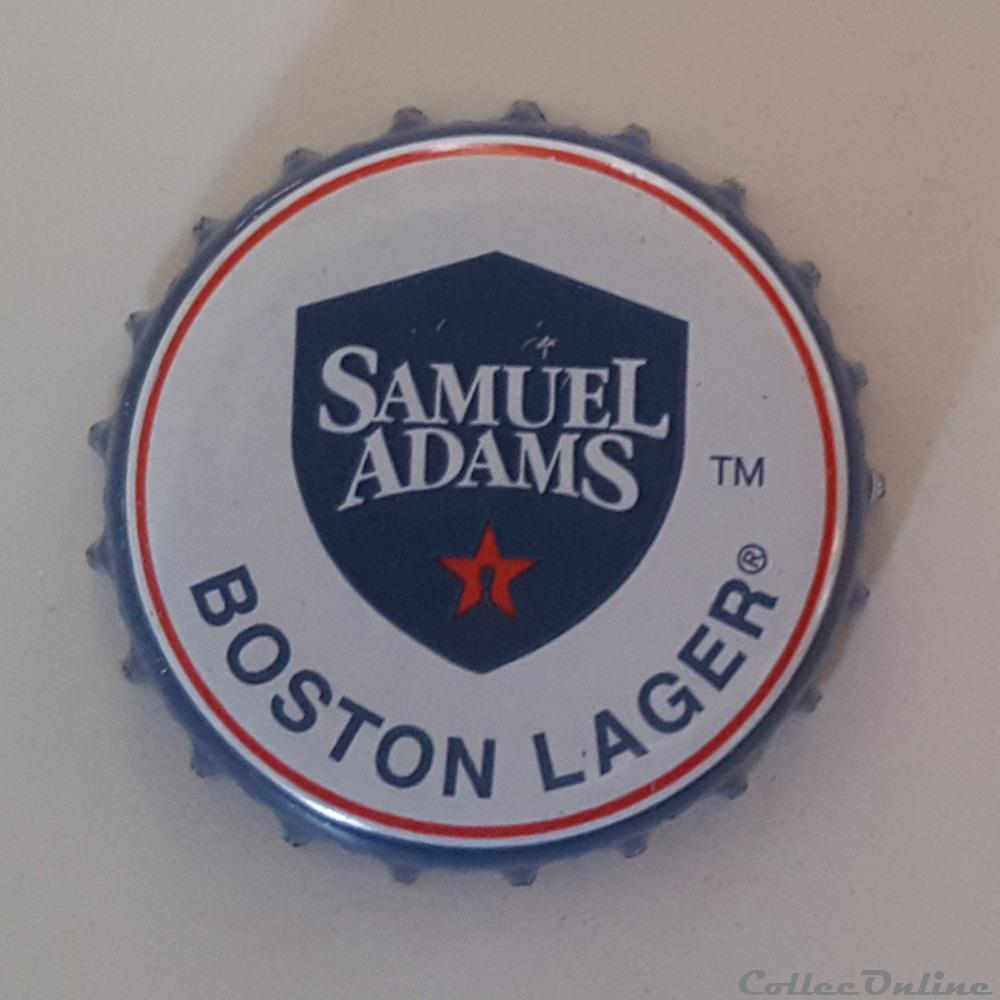 SAMUEL
ADAMS
TM
BOSTON LAGER®
CollecOnline